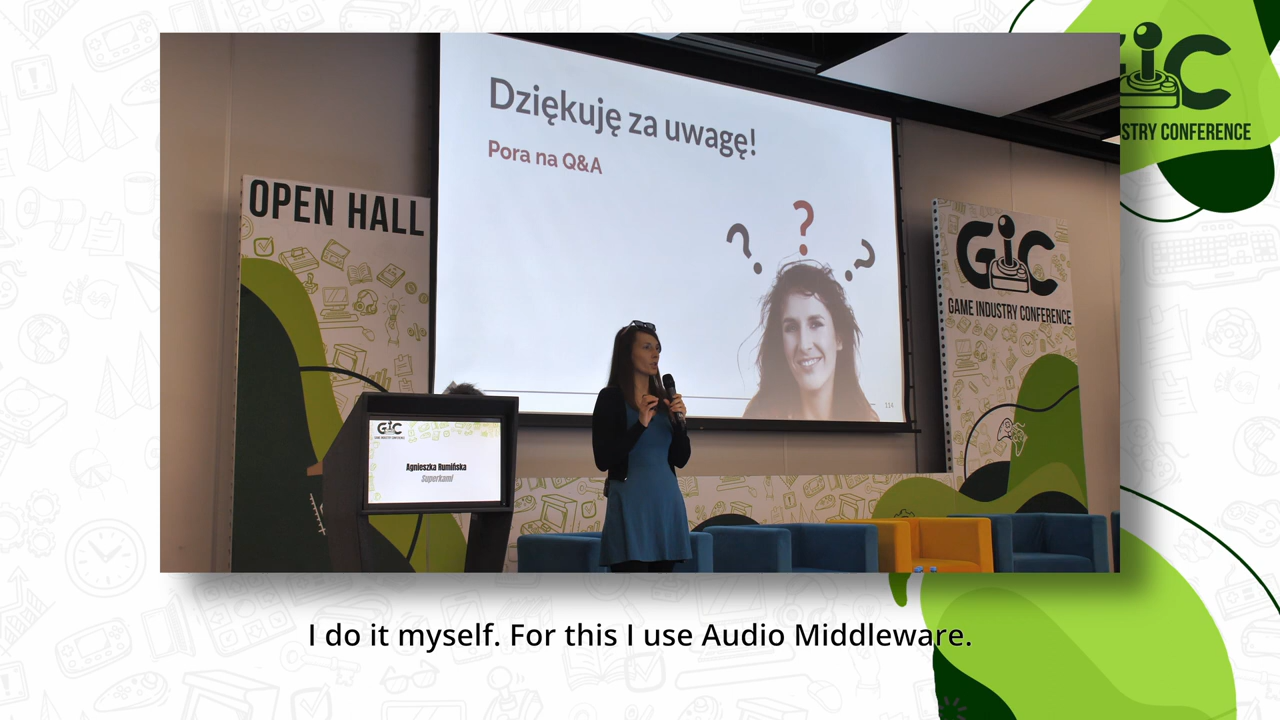 GIC
STRY CONFERENCE
Dziękuję za uwagę!
Pora na Q&A
? ? ?
114
OPEN HALL
GIC
GAME INDUSTRY CONFERENCE
GIC
Agnieszka Rumińska
Superkami
I do it myself. For this I use Audio Middleware.